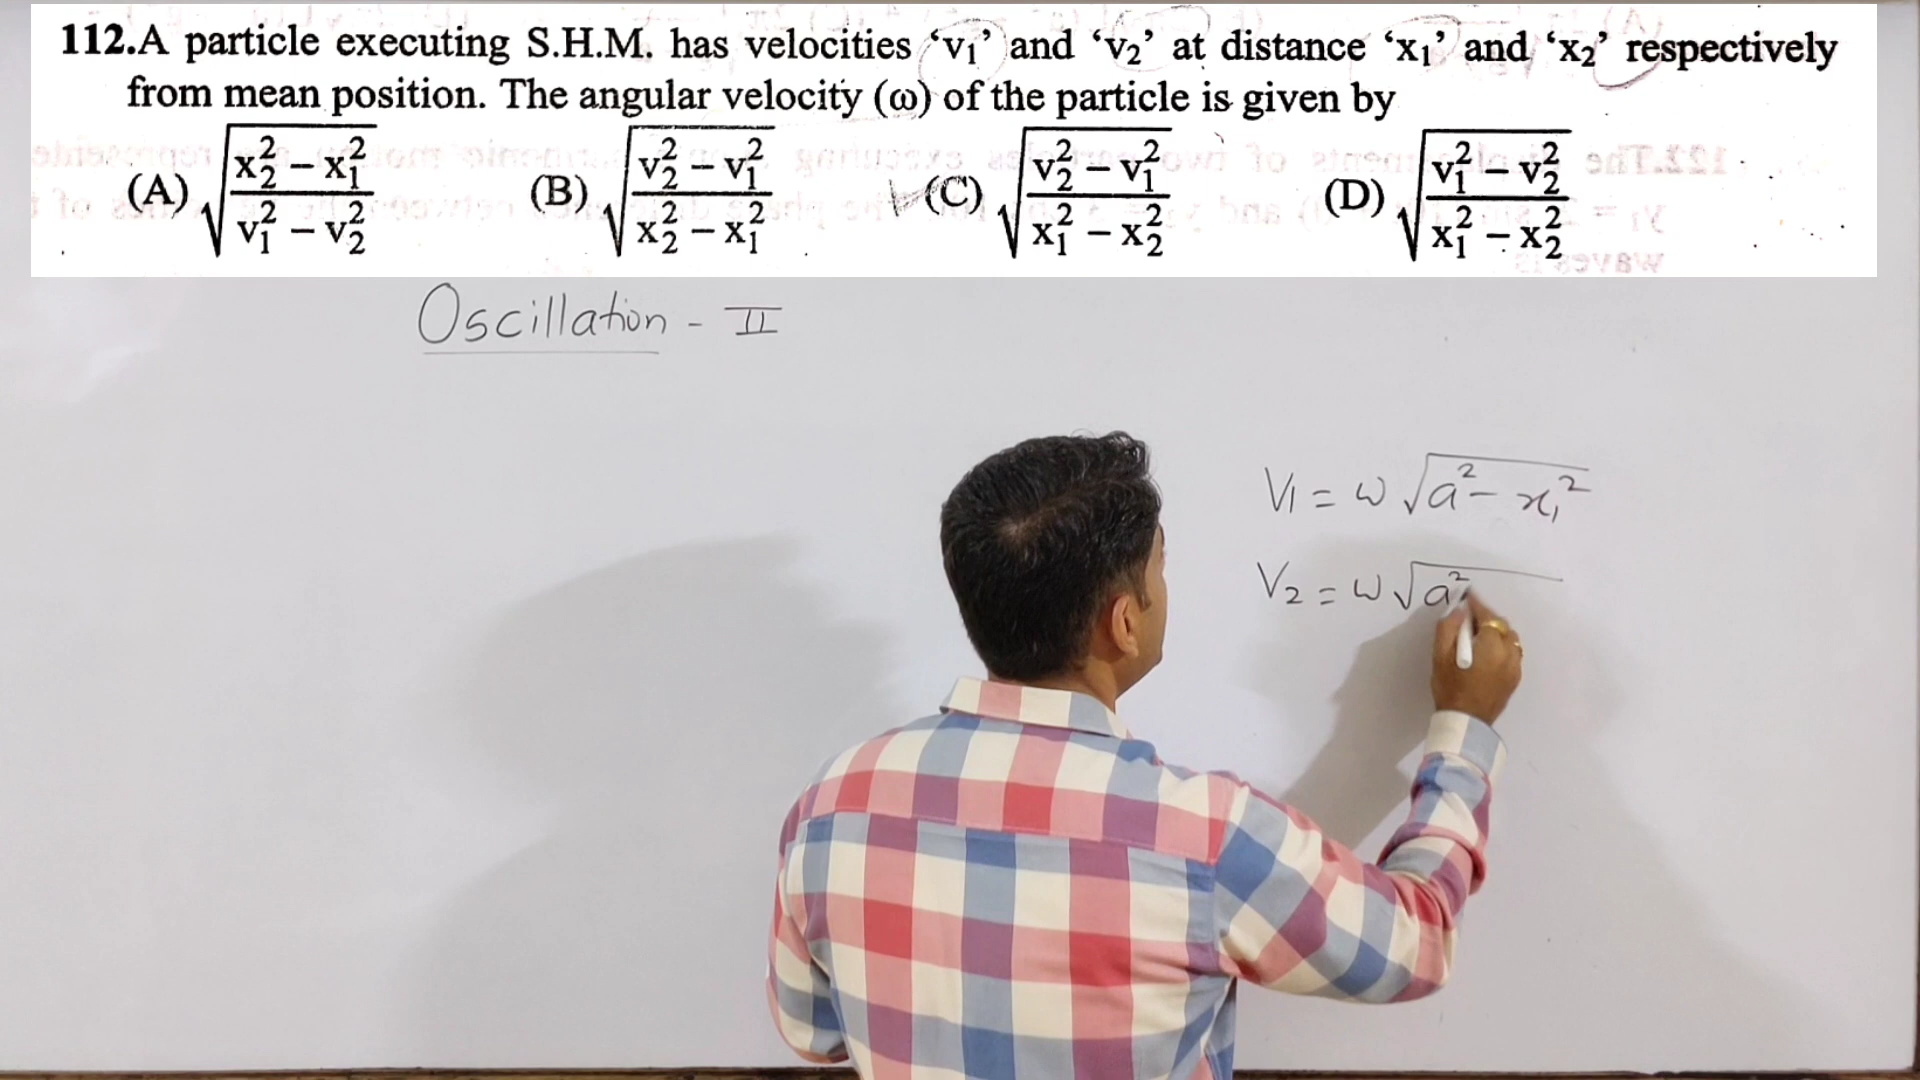 112.A particle executing S.H.M. has velocities ‘v₁’ and ‘v₂’ at distance ‘x₁’ and ‘x₂’ respectively
from mean position. The angular velocity (ω) of the particle is given by
(A) √((x₂² − x₁²)/(v₁² − v₂²)) (B) √((v₂² − v₁²)/(x₂² − x₁²)) (C) √((v₂² − v₁²)/(x₁² − x₂²)) (D) √((v₁² − v₂²)/(x₁² − x₂²))
Oscillation - II
V₁ = ω √(a² - x₁²)
V₂ = ω √(a²